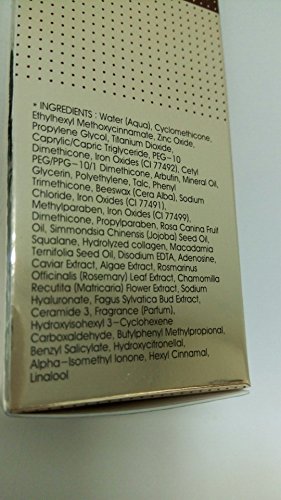 * INGREDIENTS : Water (Aqua), Cyclomethicone,
Ethylhexyl Methoxycinnamate, Zinc Oxide,
Propylene Glycol, Titanium Dioxide,
Caprylic/Capric Triglyceride, PEG-10
Dimethicone, Iron Oxides (CI 77492), Cetyl
PEG/PPG-10/1 Dimethicone, Arbutin, Mineral Oil,
Glycerin, Polyethylene, Talc, Phenyl
Trimethicone, Beeswax (Cera Alba), Sodium
Chloride, Iron Oxides (CI 77491),
Methylparaben, Iron Oxides (CI 77499),
Dimethicone, Propylparaben, Rosa Canina Fruit
Oil, Simmondsia Chinensis (Jojoba) Seed Oil,
Squalane, Hydrolyzed collagen, Macadamia
Ternifolia Seed Oil, Disodium EDTA, Adenosine,
Caviar Extract, Algae Extract, Rosmarinus
Officinalis (Rosemary) Leaf Extract, Chamomilla
Recutita (Matricaria) Flower Extract, Sodium
Hyaluronate, Fagus Sylvatica Bud Extract,
Ceramide 3, Fragrance (Parfum),
Hydroxyisohexyl 3-Cyclohexene
Carboxaldehyde, Butylphenyl Methylpropional,
Benzyl Salicylate, Hydroxycitronellal,
Alpha-Isomethyl Ionone, Hexyl Cinnamal,
Linalool